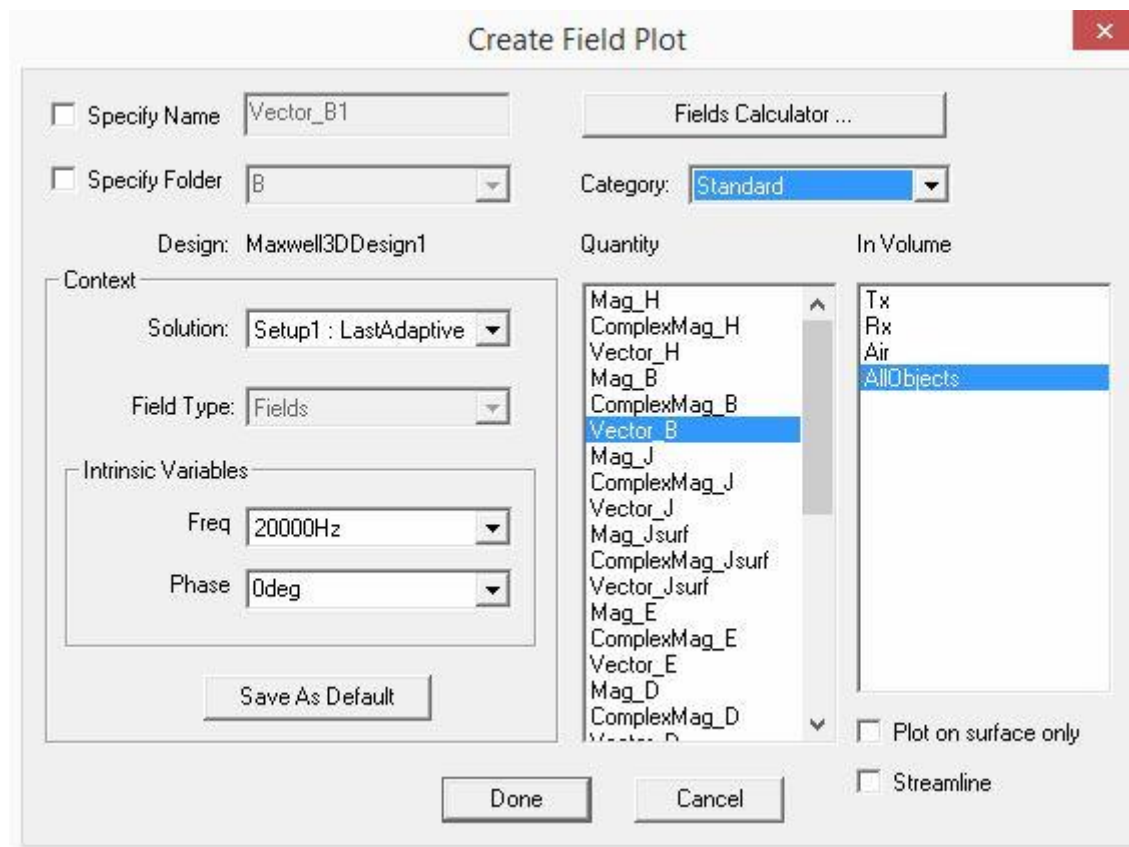 Create Field Plot
Specify Name Vector_B1 Fields Calculator ...
Specify Folder B Category: Standard
Design: Maxwell3DDesign1
Context
Solution: Setup1 : LastAdaptive
Field Type: Fields
Intrinsic Variables
Freq 20000Hz
Phase 0deg
Save As Default
Quantity
Mag_H
ComplexMag_H
Vector_H
Mag_B
ComplexMag_B
Vector_B
Mag_J
ComplexMag_J
Vector_J
Mag_Jsurf
ComplexMag_Jsurf
Vector_Jsurf
Mag_E
ComplexMag_E
Vector_E
Mag_D
ComplexMag_D
Vector_D
In Volume
Tx
Rx
Air
AllObjects
Plot on surface only
Streamline
Done Cancel